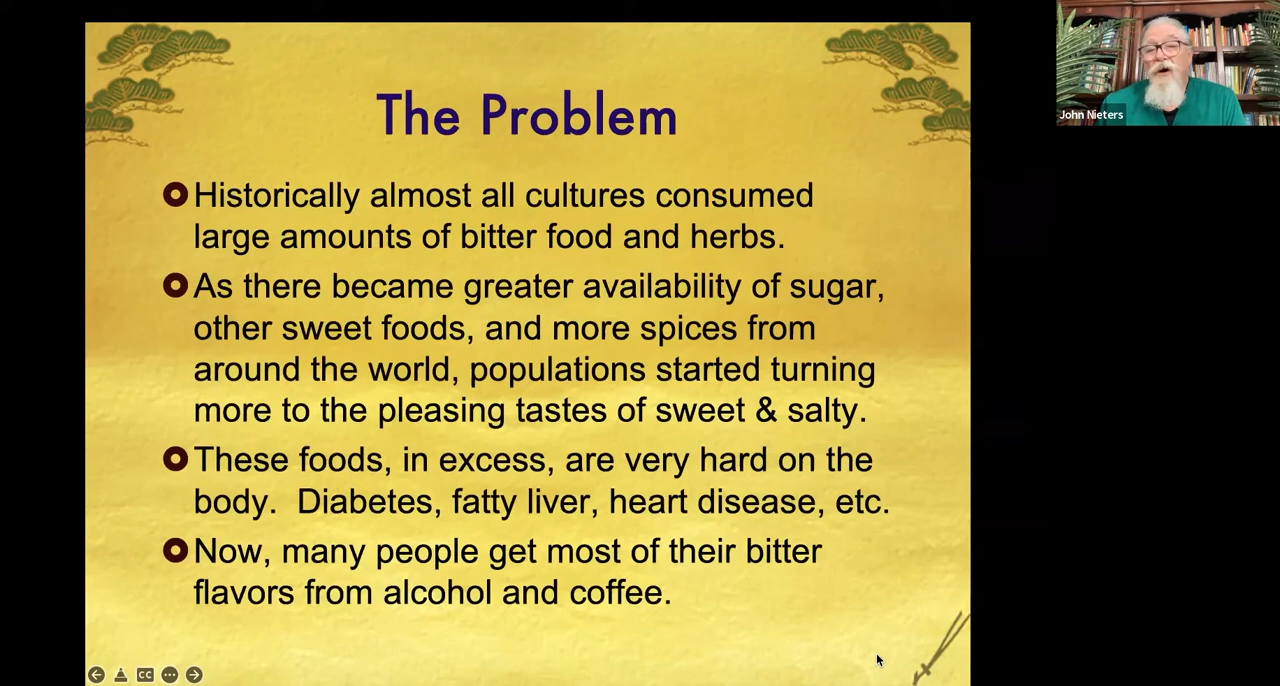 The Problem
Historically almost all cultures consumed
large amounts of bitter food and herbs.
As there became greater availability of sugar,
other sweet foods, and more spices from
around the world, populations started turning
more to the pleasing tastes of sweet & salty.
These foods, in excess, are very hard on the
body.  Diabetes, fatty liver, heart disease, etc.
Now, many people get most of their bitter
flavors from alcohol and coffee.
CC
John Nieters